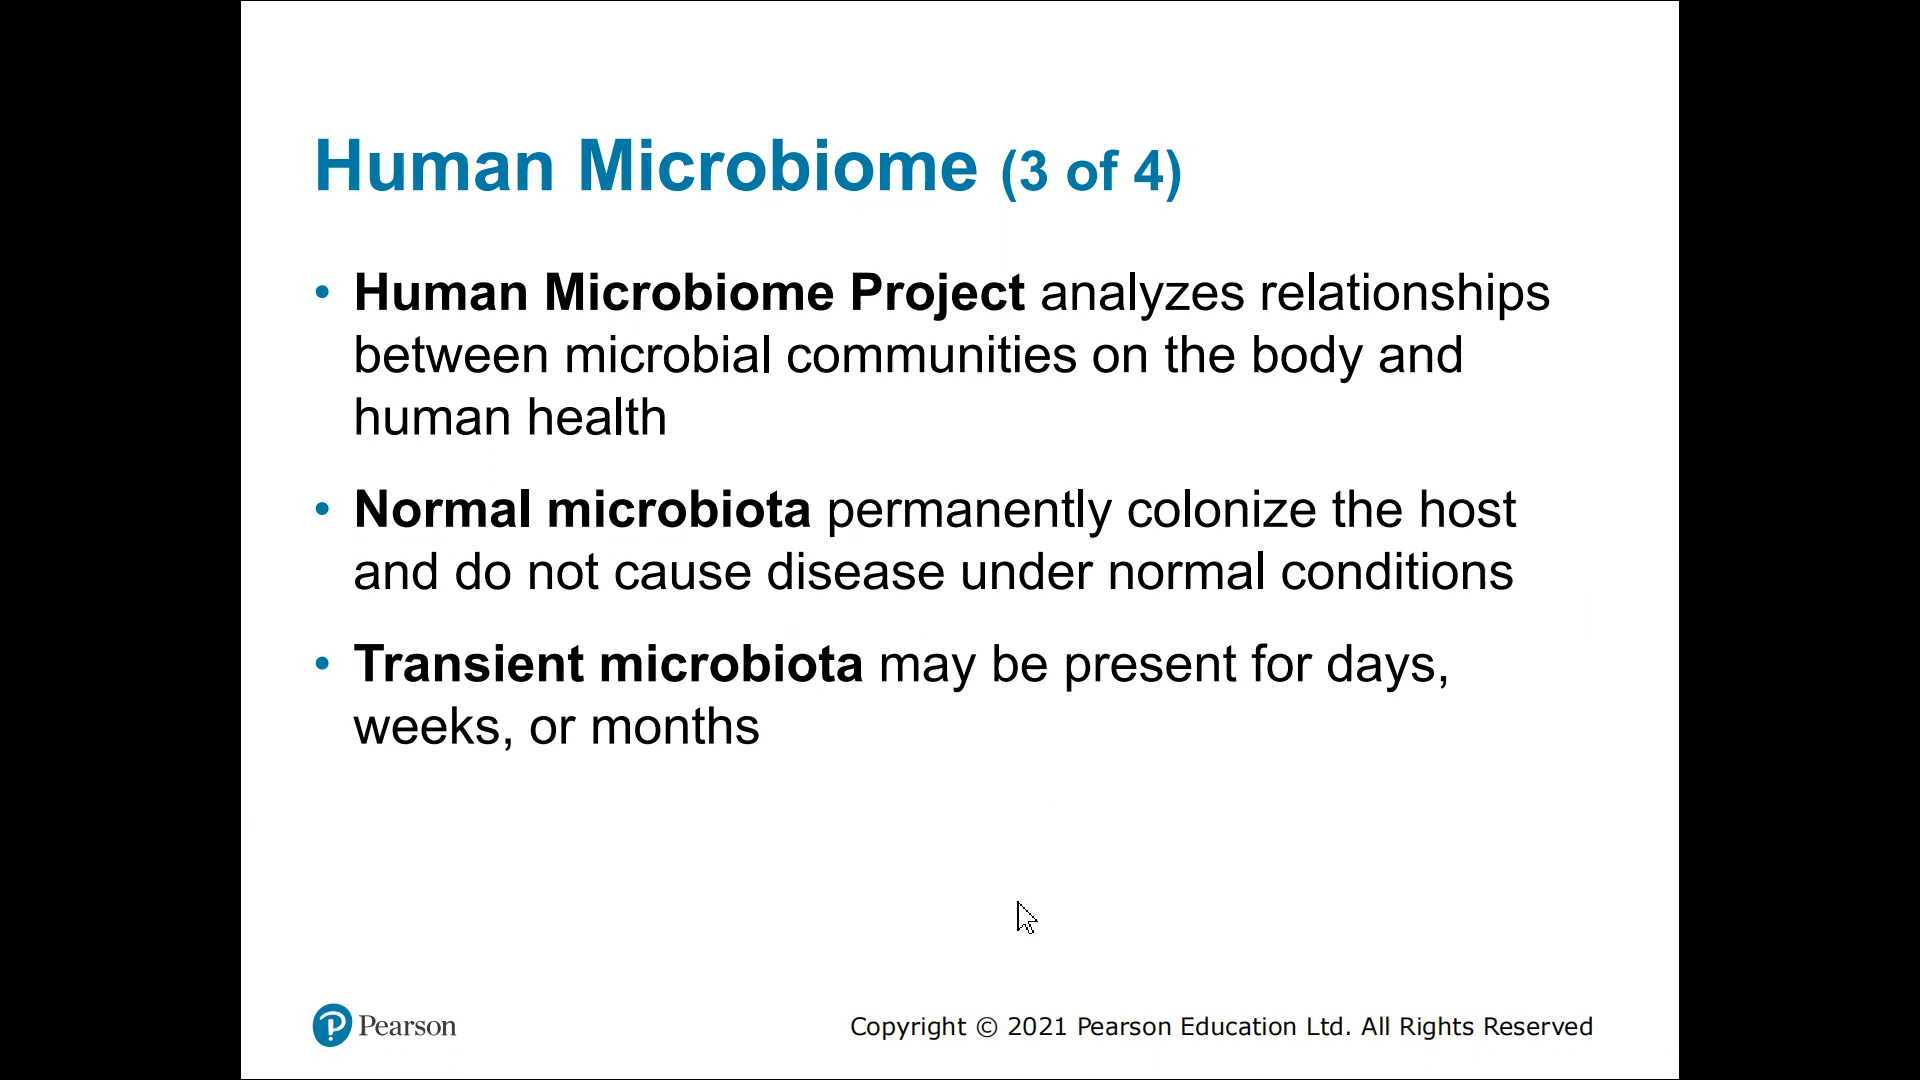 Human Microbiome (3 of 4)
• Human Microbiome Project analyzes relationships
between microbial communities on the body and
human health
• Normal microbiota permanently colonize the host
and do not cause disease under normal conditions
• Transient microbiota may be present for days,
weeks, or months
Pearson
Copyright © 2021 Pearson Education Ltd. All Rights Reserved